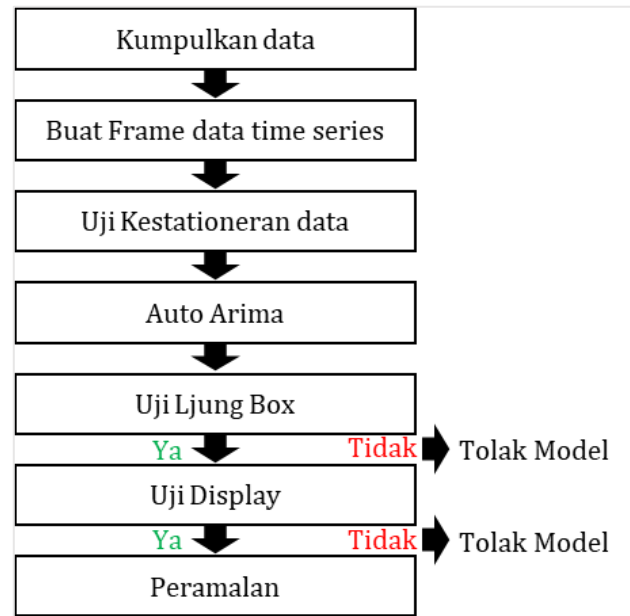 Kumpulkan data
Buat Frame data time series
Uji Kestationeran data
Auto Arima
Uji Ljung Box
Ya Tidak Tolak Model
Uji Display
Ya Tidak Tolak Model
Peramalan